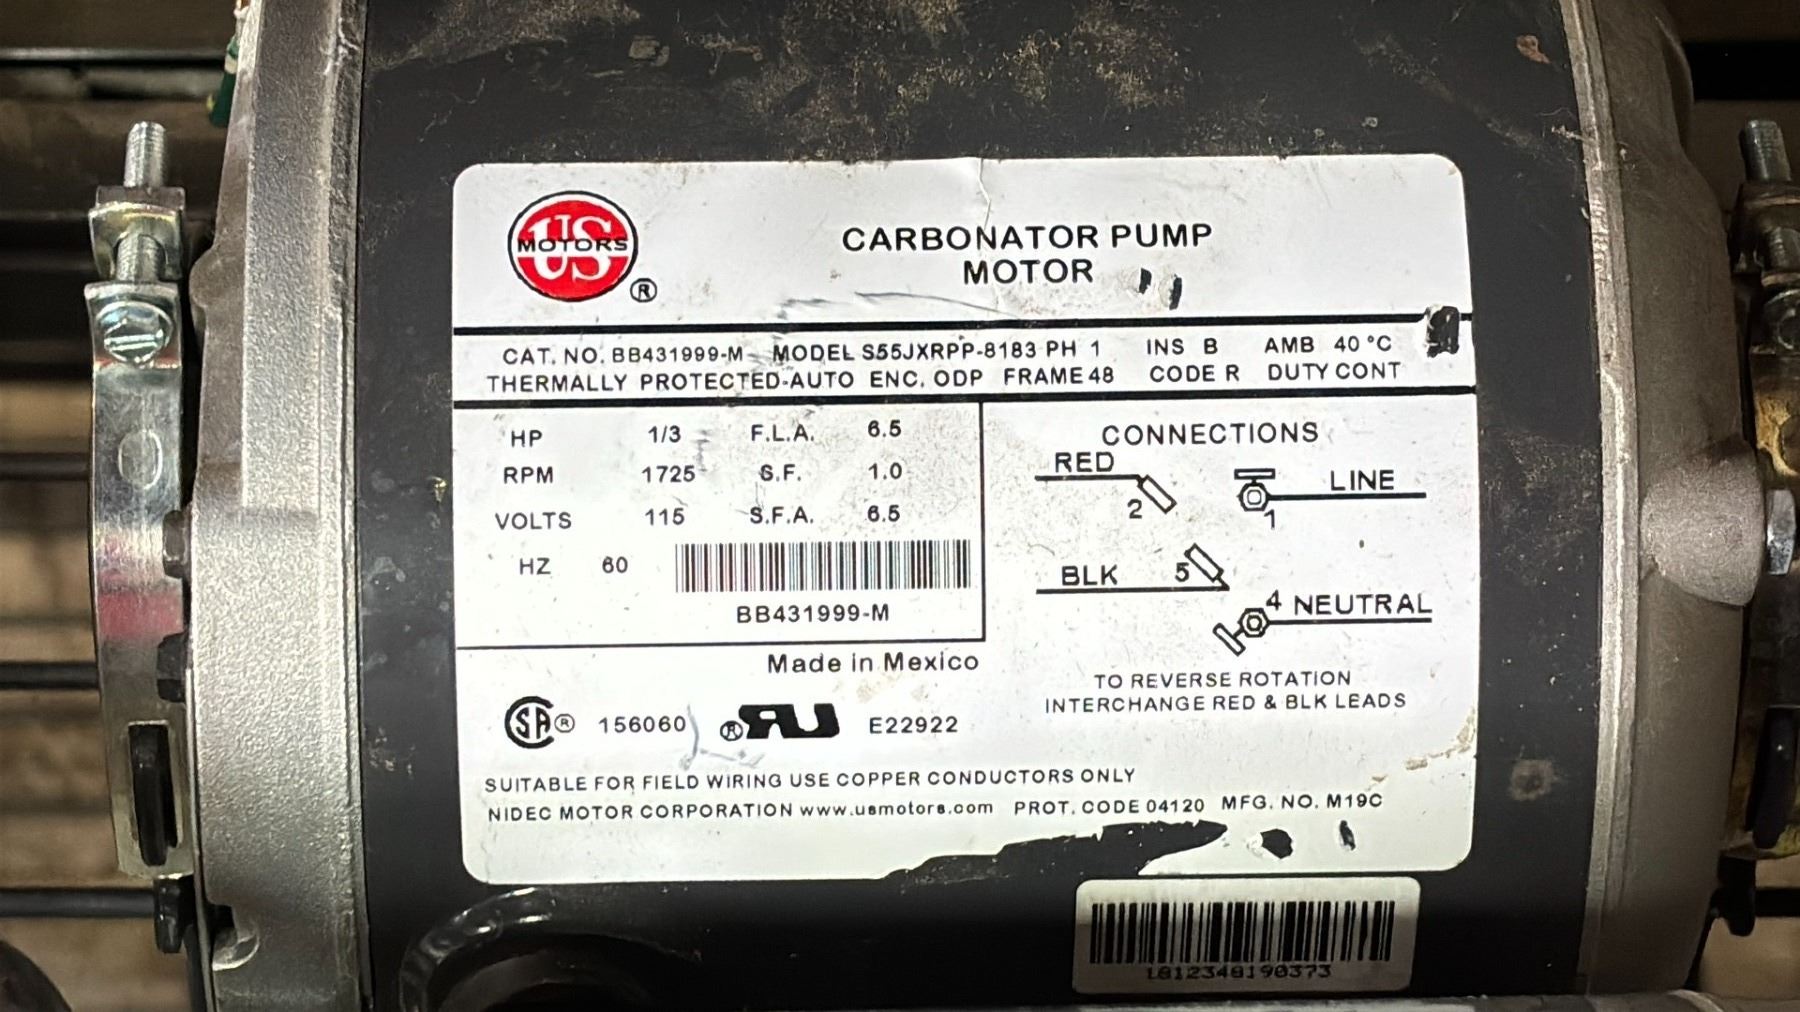 US
MOTORS
®
CARBONATOR PUMP
MOTOR
CAT. NO. BB431999-M MODEL S55JXRPP-8183 PH 1 INS B AMB 40 °C
THERMALLY PROTECTED-AUTO ENC. ODP FRAME 48 CODE R DUTY CONT
HP 1/3 F.L.A. 6.5
RPM 1725 S.F. 1.0
VOLTS 115 S.F.A. 6.5
HZ 60
BB431999-M
CONNECTIONS
RED
2
LINE
1
BLK
5
4 NEUTRAL
TO REVERSE ROTATION
INTERCHANGE RED & BLK LEADS
Made in Mexico
SA® 156060 ®RU E22922
SUITABLE FOR FIELD WIRING USE COPPER CONDUCTORS ONLY
NIDEC MOTOR CORPORATION www.usmotors.com PROT. CODE 04120 MFG. NO. M19C
L812348190373